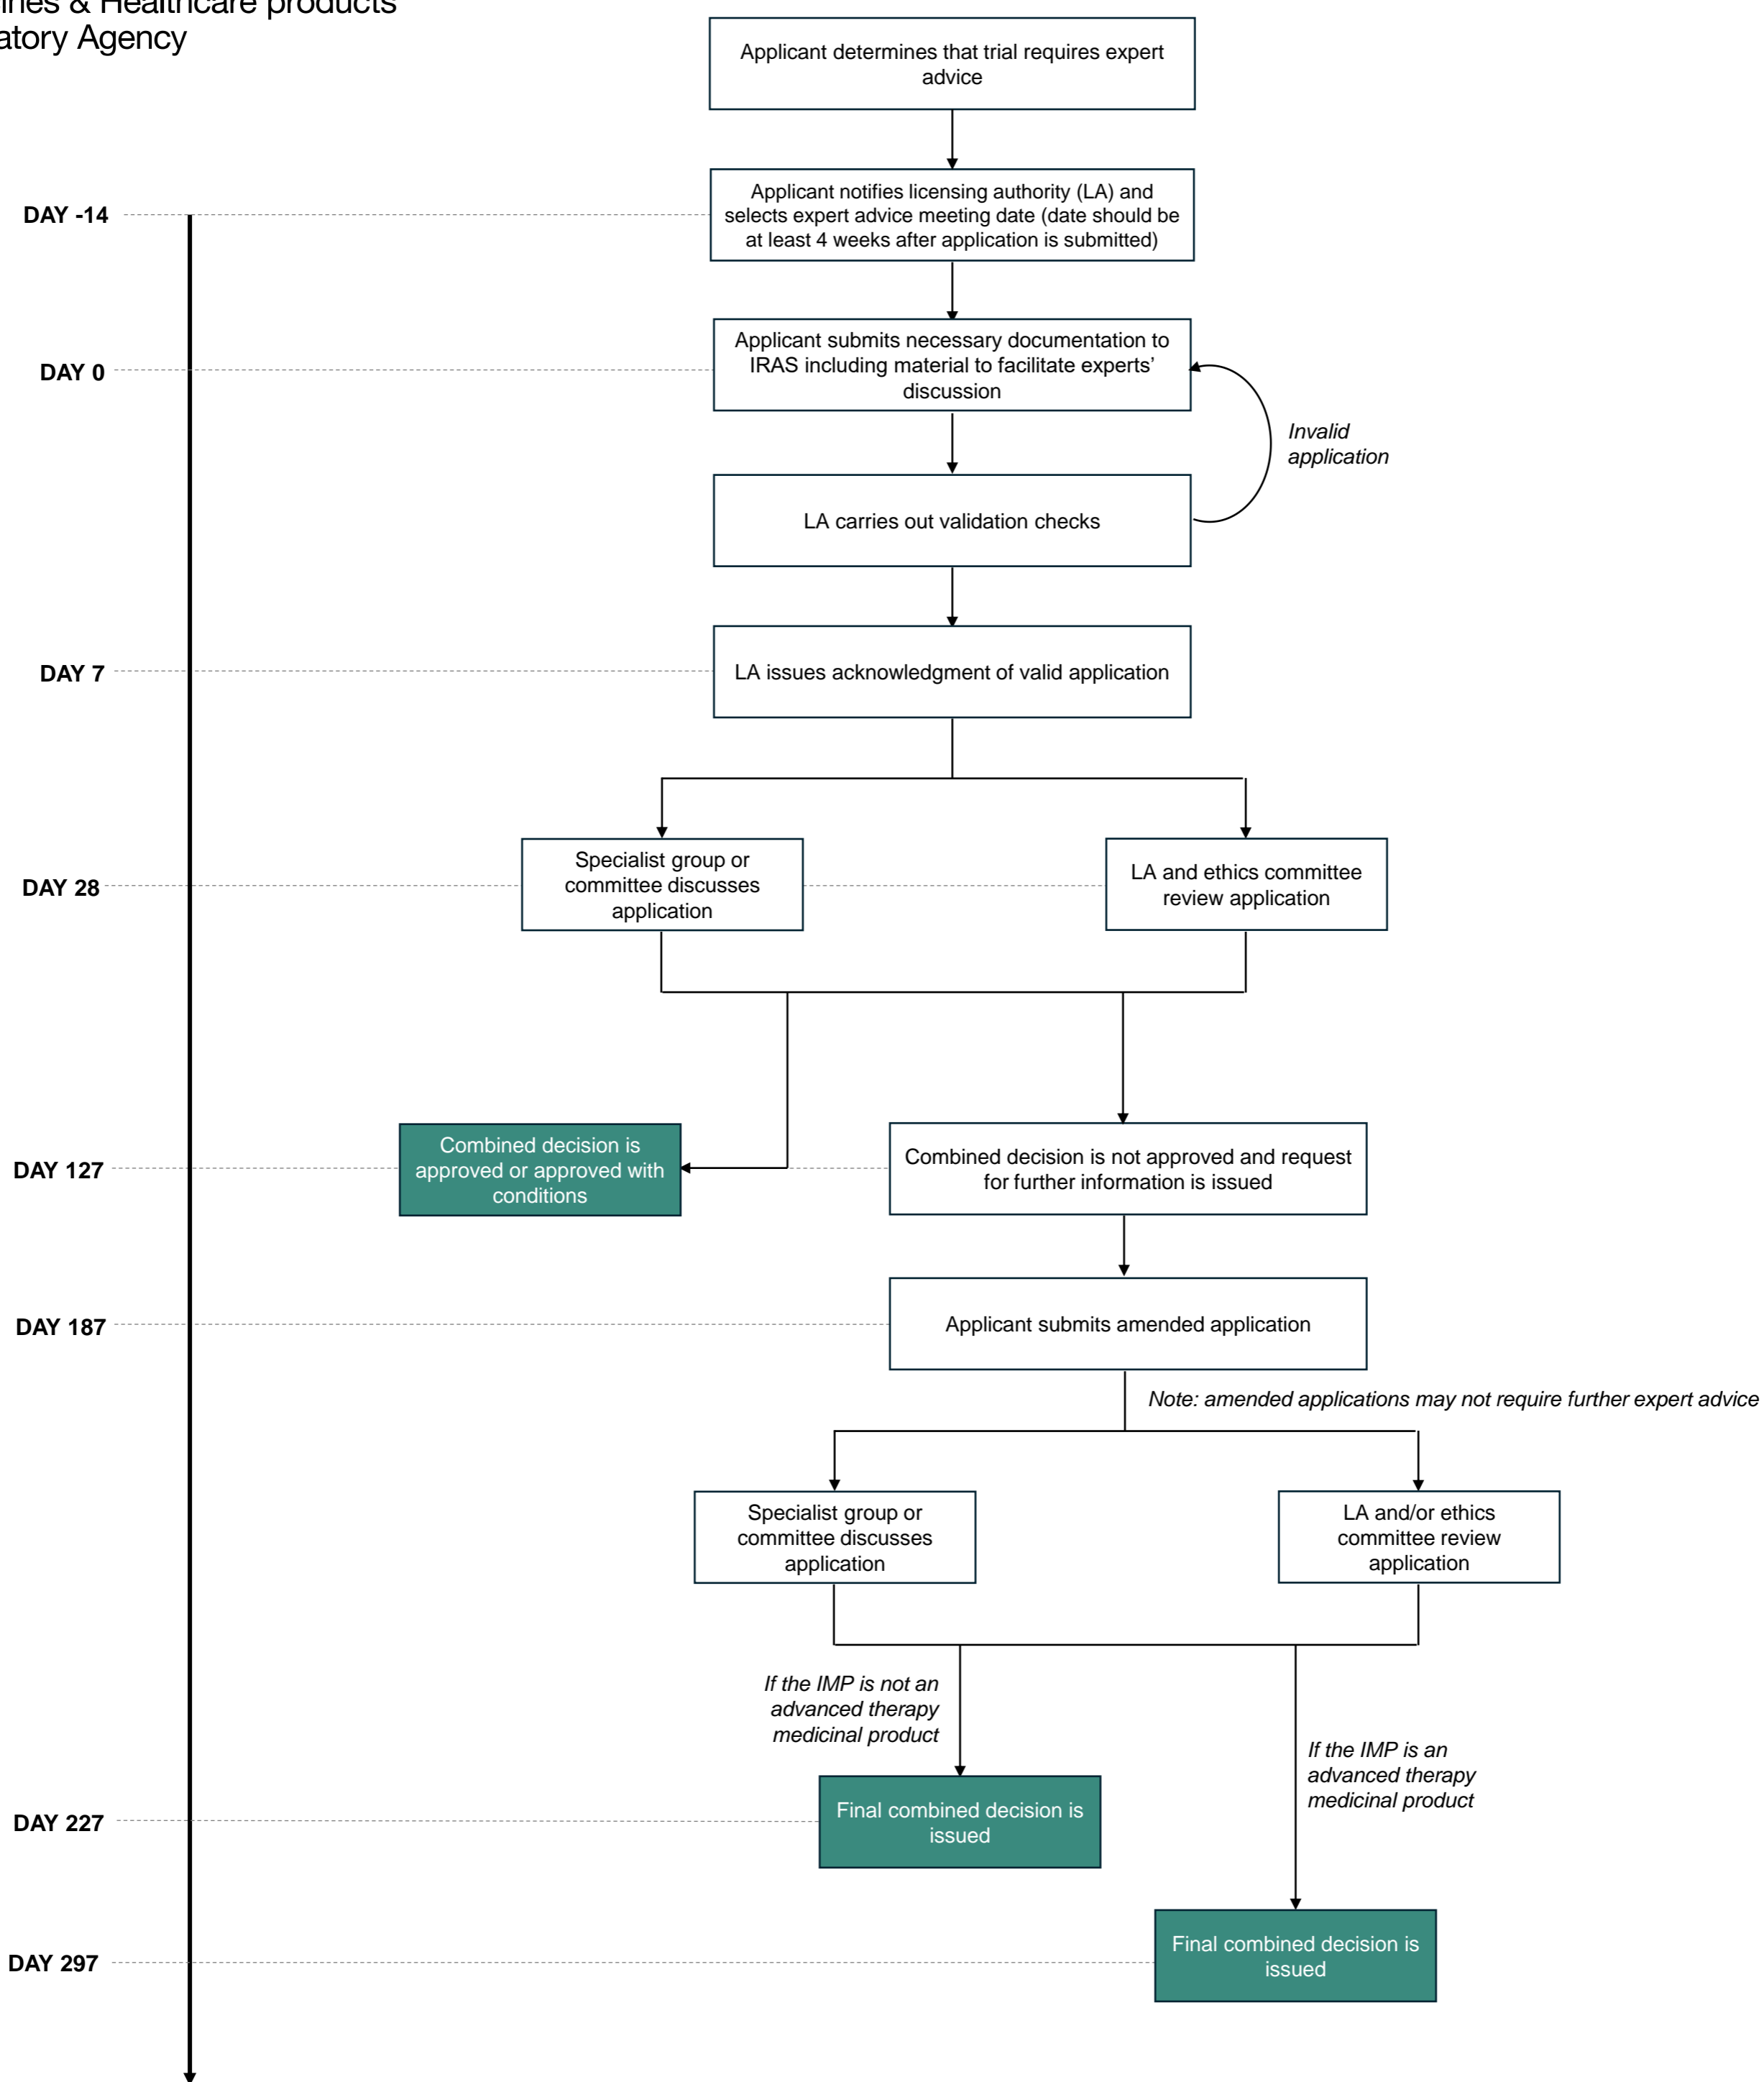 & Healthcare products
Agency
Applicant determines that trial requires expert
advice
DAY -14
Applicant notifies licensing authority (LA) and
selects expert advice meeting date (date should be
at least 4 weeks after application is submitted)
DAY 0
Applicant submits necessary documentation to
IRAS including material to facilitate experts’
discussion
Invalid
application
LA carries out validation checks
DAY 7
LA issues acknowledgment of valid application
DAY 28
Specialist group or
committee discusses
application
LA and ethics committee
review application
DAY 127
Combined decision is
approved or approved with
conditions
Combined decision is not approved and request
for further information is issued
DAY 187
Applicant submits amended application
Note: amended applications may not require further expert advice
Specialist group or
committee discusses
application
LA and/or ethics
committee review
application
If the IMP is not an
advanced therapy
medicinal product
If the IMP is an
advanced therapy
medicinal product
DAY 227
Final combined decision is
issued
DAY 297
Final combined decision is
issued